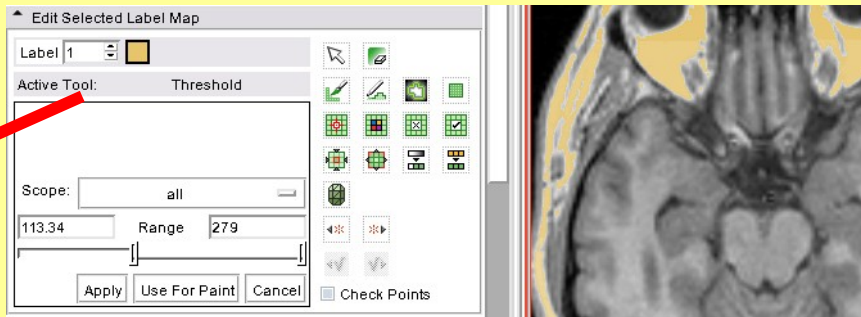 Edit Selected Label Map
Label 1
Active Tool: Threshold
Scope: all
113.34 Range 279
Apply Use For Paint Cancel
Check Points